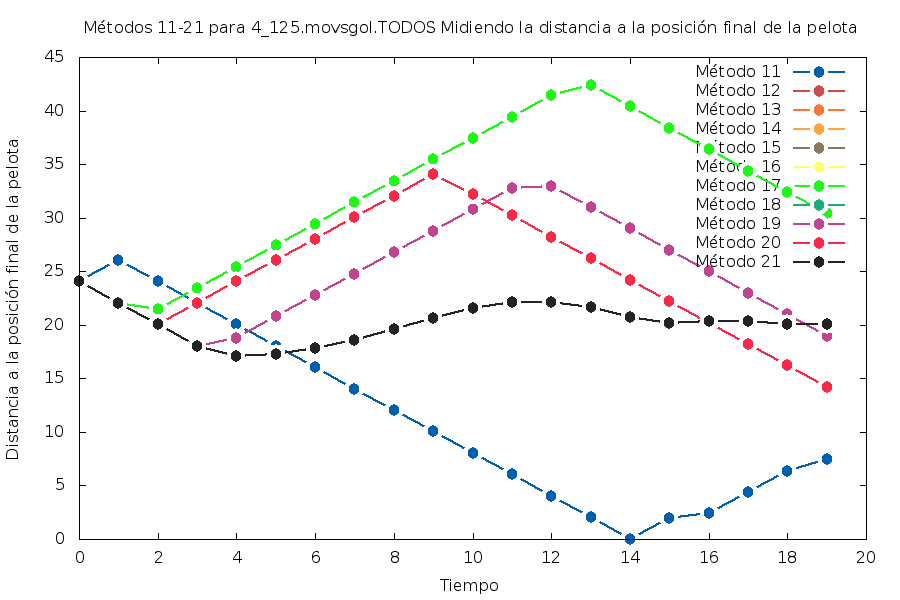 Métodos 11-21 para 4_125.movsgol.TODOS Midiendo la distancia a la posición final de la pelota
Distancia a la posición final de la pelota
45
40
35
30
25
20
15
10
5
0
Método 11
Método 12
Método 13
Método 14
Método 15
Método 16
Método 17
Método 18
Método 19
Método 20
Método 21
0 2 4 6 8 10 12 14 16 18 20
Tiempo